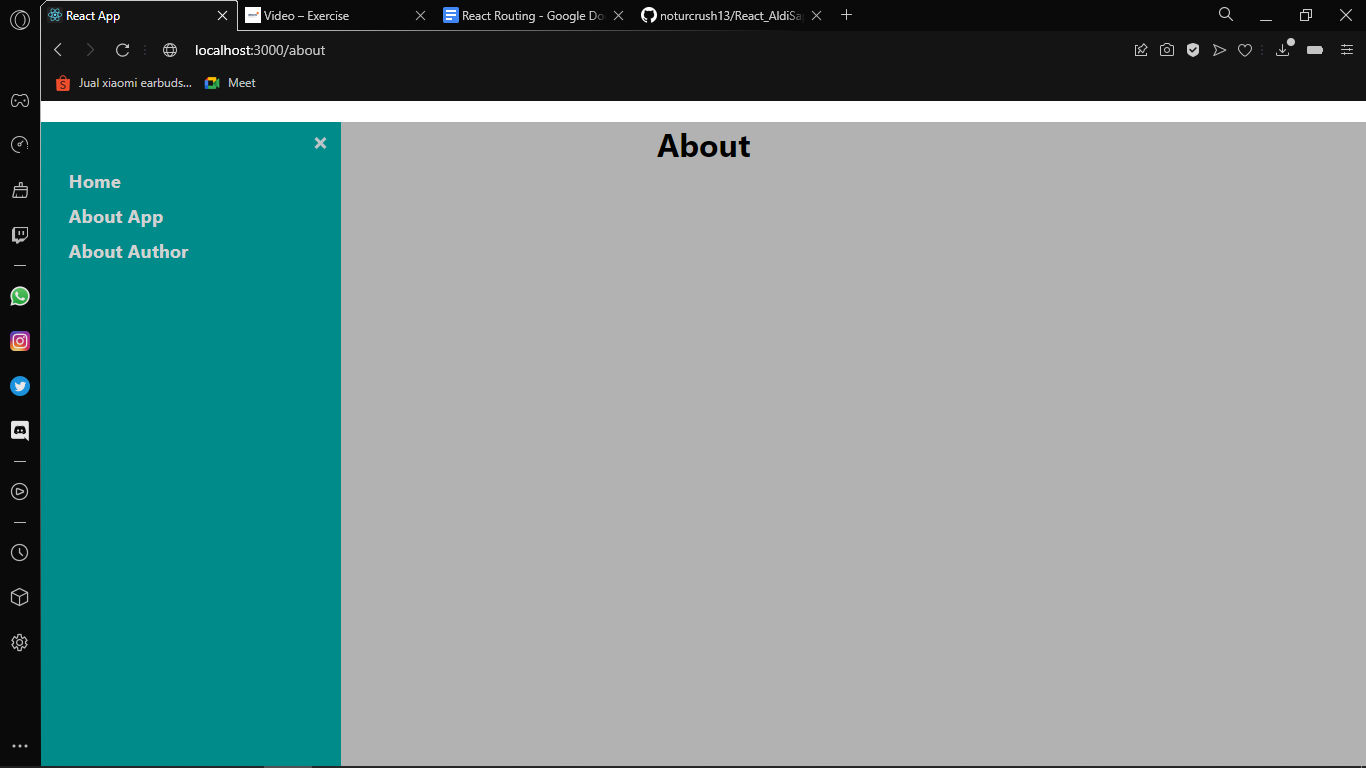 React App
Video – Exercise
React Routing - Google Do
noturcrush13/React_AldiSa
localhost:3000/about
Jual xiaomi earbuds...
Meet
About
Home
About App
About Author